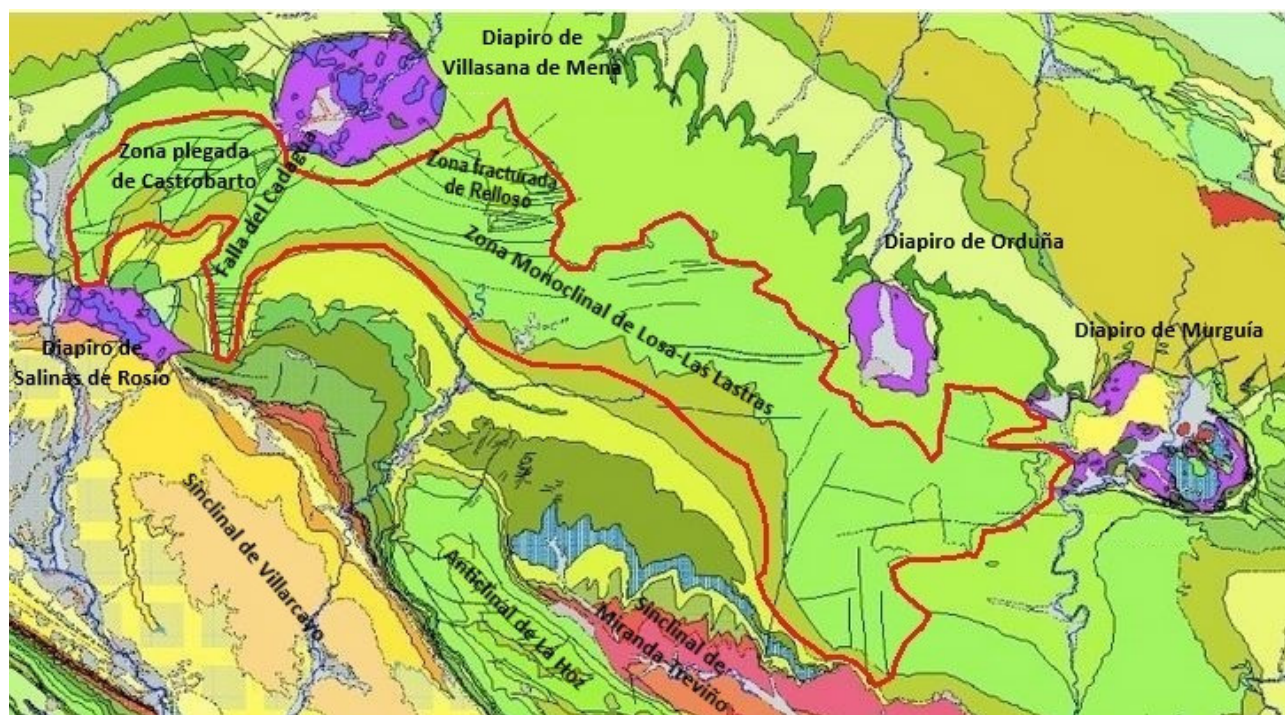 Diapiro de
Villasana de Mena
Zona plegada
de Castrobarto
Falla del Cadagua
Zona fracturada
de Relloso
Zona Monoclinal de Losa-Las Lastras
Diapiro de Orduña
Diapiro de Murguía
Diapiro de
Salinas de Rosío
Sinclinal de Villarcayo
Anticlinal de La Hoz
Sinclinal de
Miranda-Treviño